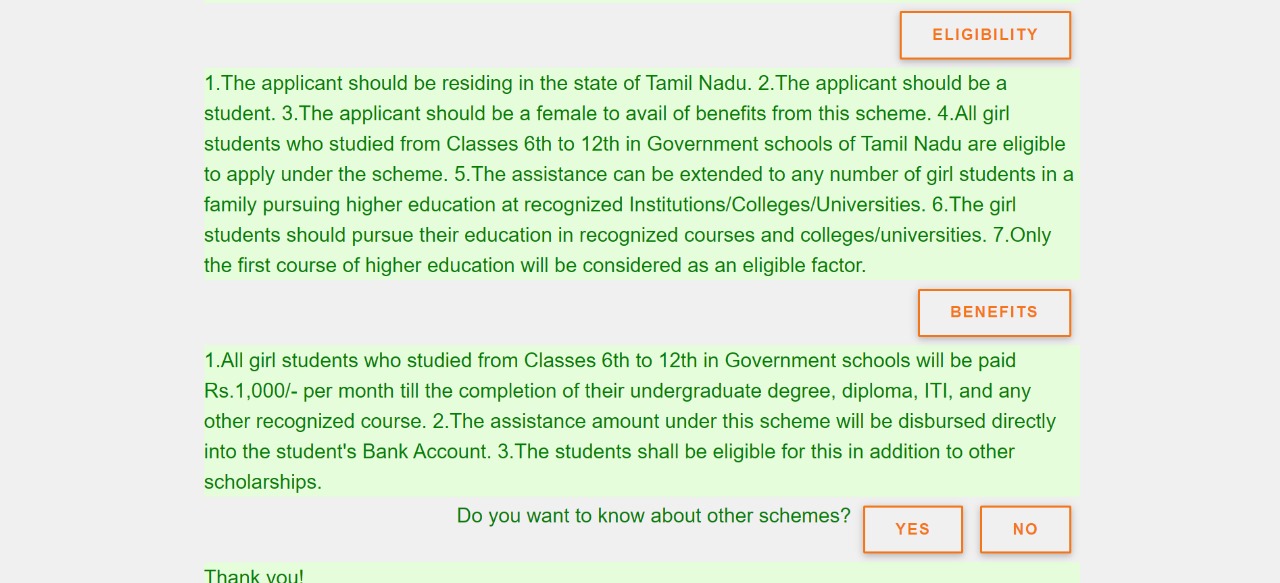 ELIGIBILITY
1.The applicant should be residing in the state of Tamil Nadu. 2.The applicant should be a
student. 3.The applicant should be a female to avail of benefits from this scheme. 4.All girl
students who studied from Classes 6th to 12th in Government schools of Tamil Nadu are eligible
to apply under the scheme. 5.The assistance can be extended to any number of girl students in a
family pursuing higher education at recognized Institutions/Colleges/Universities. 6.The girl
students should pursue their education in recognized courses and colleges/universities. 7.Only
the first course of higher education will be considered as an eligible factor.
BENEFITS
1.All girl students who studied from Classes 6th to 12th in Government schools will be paid
Rs.1,000/- per month till the completion of their undergraduate degree, diploma, ITI, and any
other recognized course. 2.The assistance amount under this scheme will be disbursed directly
into the student's Bank Account. 3.The students shall be eligible for this in addition to other
scholarships.
Do you want to know about other schemes? YES NO
Thank you!